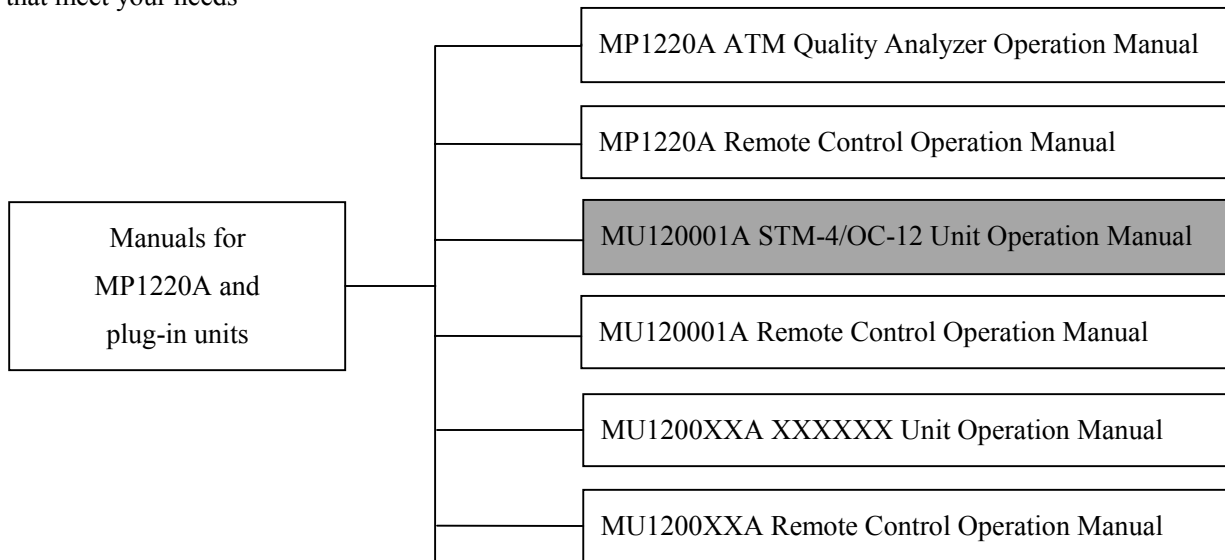 that meet your needs
MP1220A ATM Quality Analyzer Operation Manual
MP1220A Remote Control Operation Manual
MU120001A STM-4/OC-12 Unit Operation Manual
Manuals for
MP1220A and
plug-in units
MU120001A Remote Control Operation Manual
MU1200XXA XXXXXX Unit Operation Manual
MU1200XXA Remote Control Operation Manual